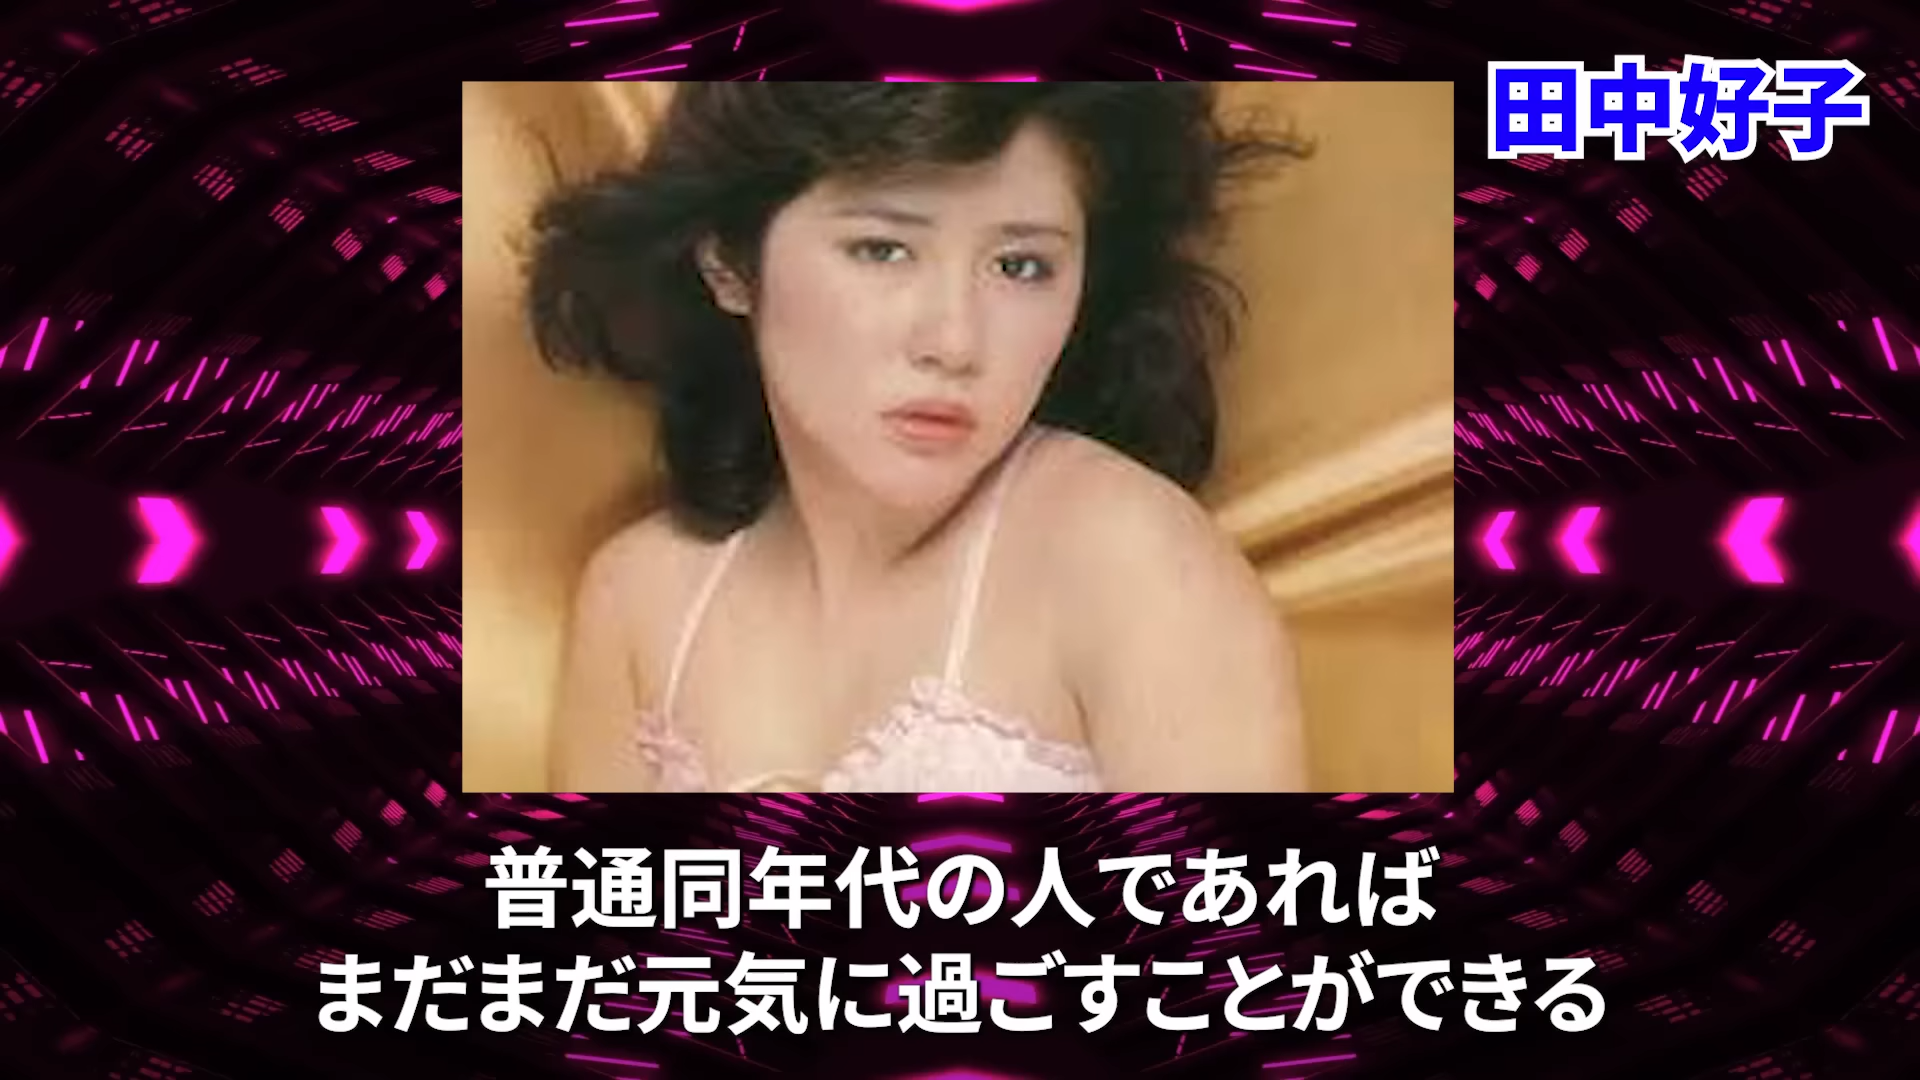 田中好子
普通同年代の人であれば
まだまだ元気に過ごすことができる